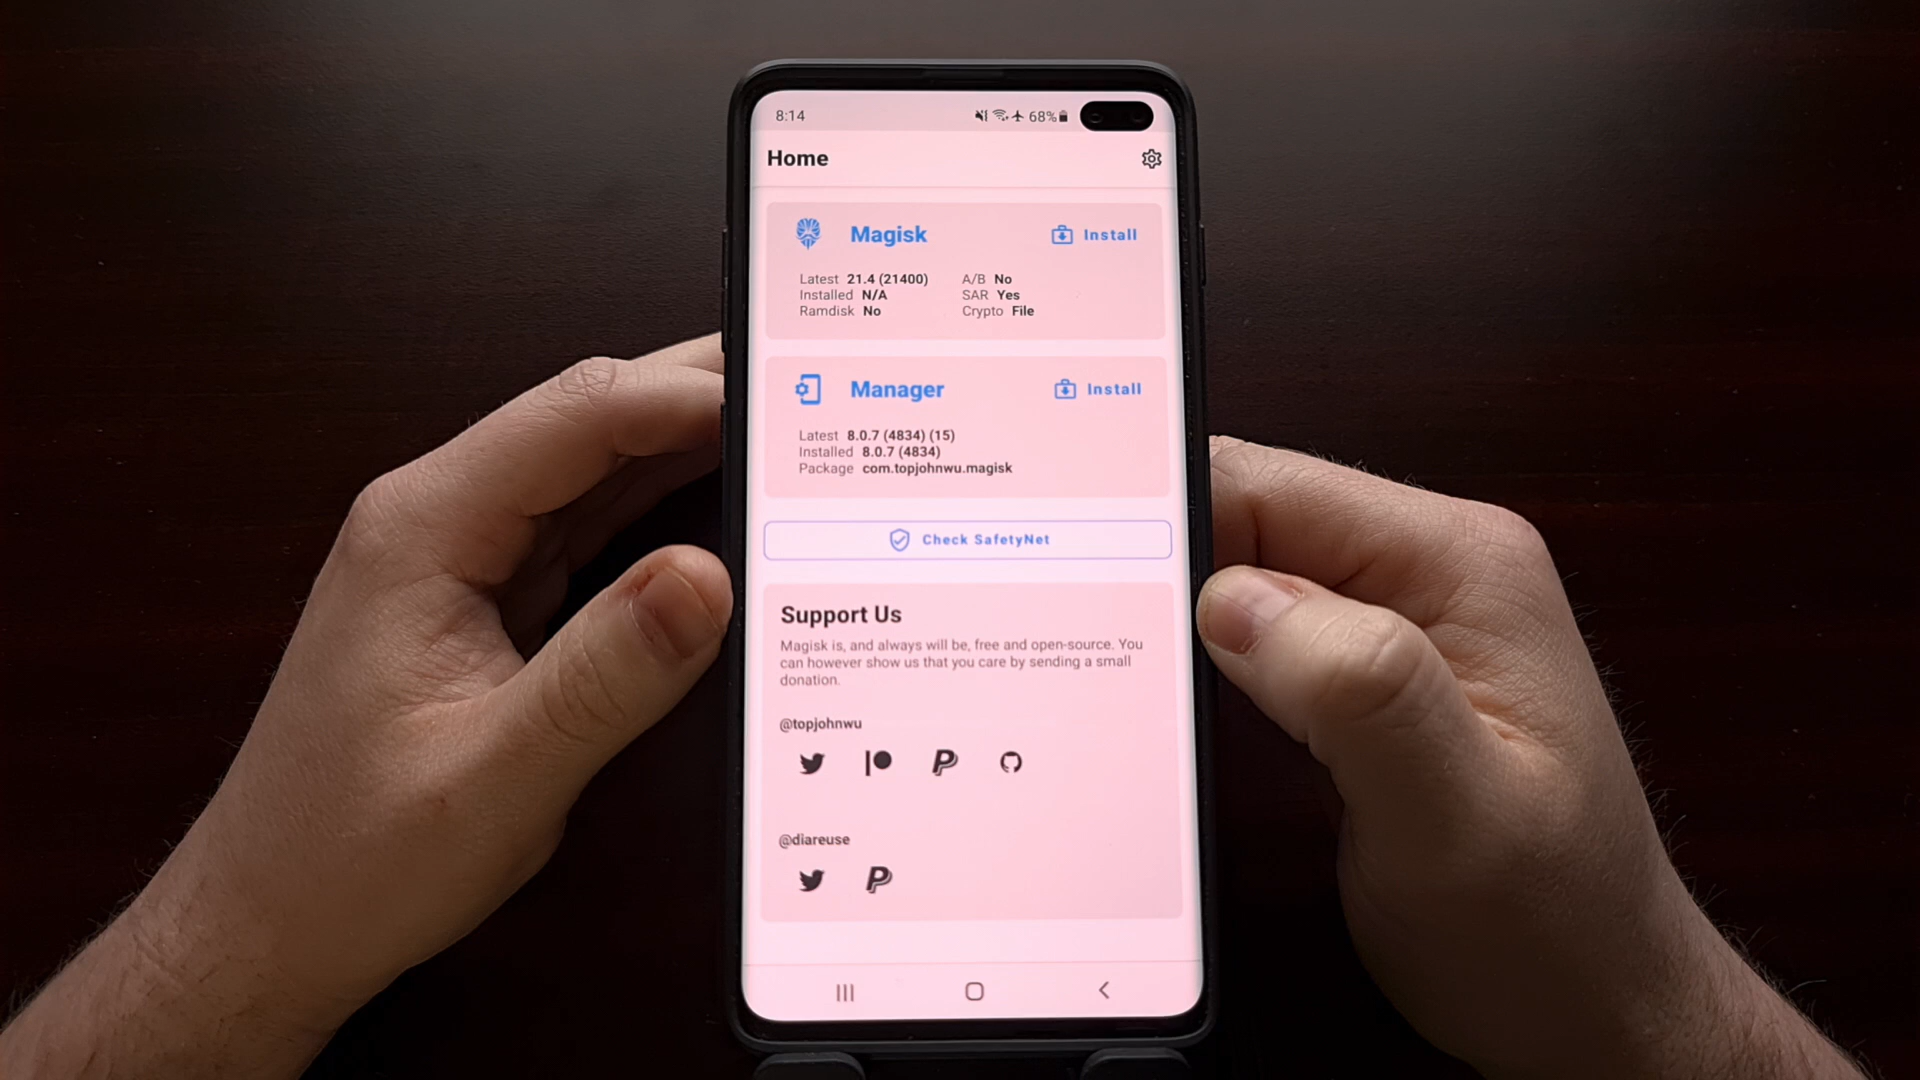 8:14 68%
Home
Magisk Install
Latest 21.4 (21400) A/B No
Installed N/A SAR Yes
Ramdisk No Crypto File
Manager Install
Latest 8.0.7 (4834) (15)
Installed 8.0.7 (4834)
Package com.topjohnwu.magisk
Check SafetyNet
Support Us
Magisk is, and always will be, free and open-source. You
can however show us that you care by sending a small
donation.
@topjohnwu
@diareuse